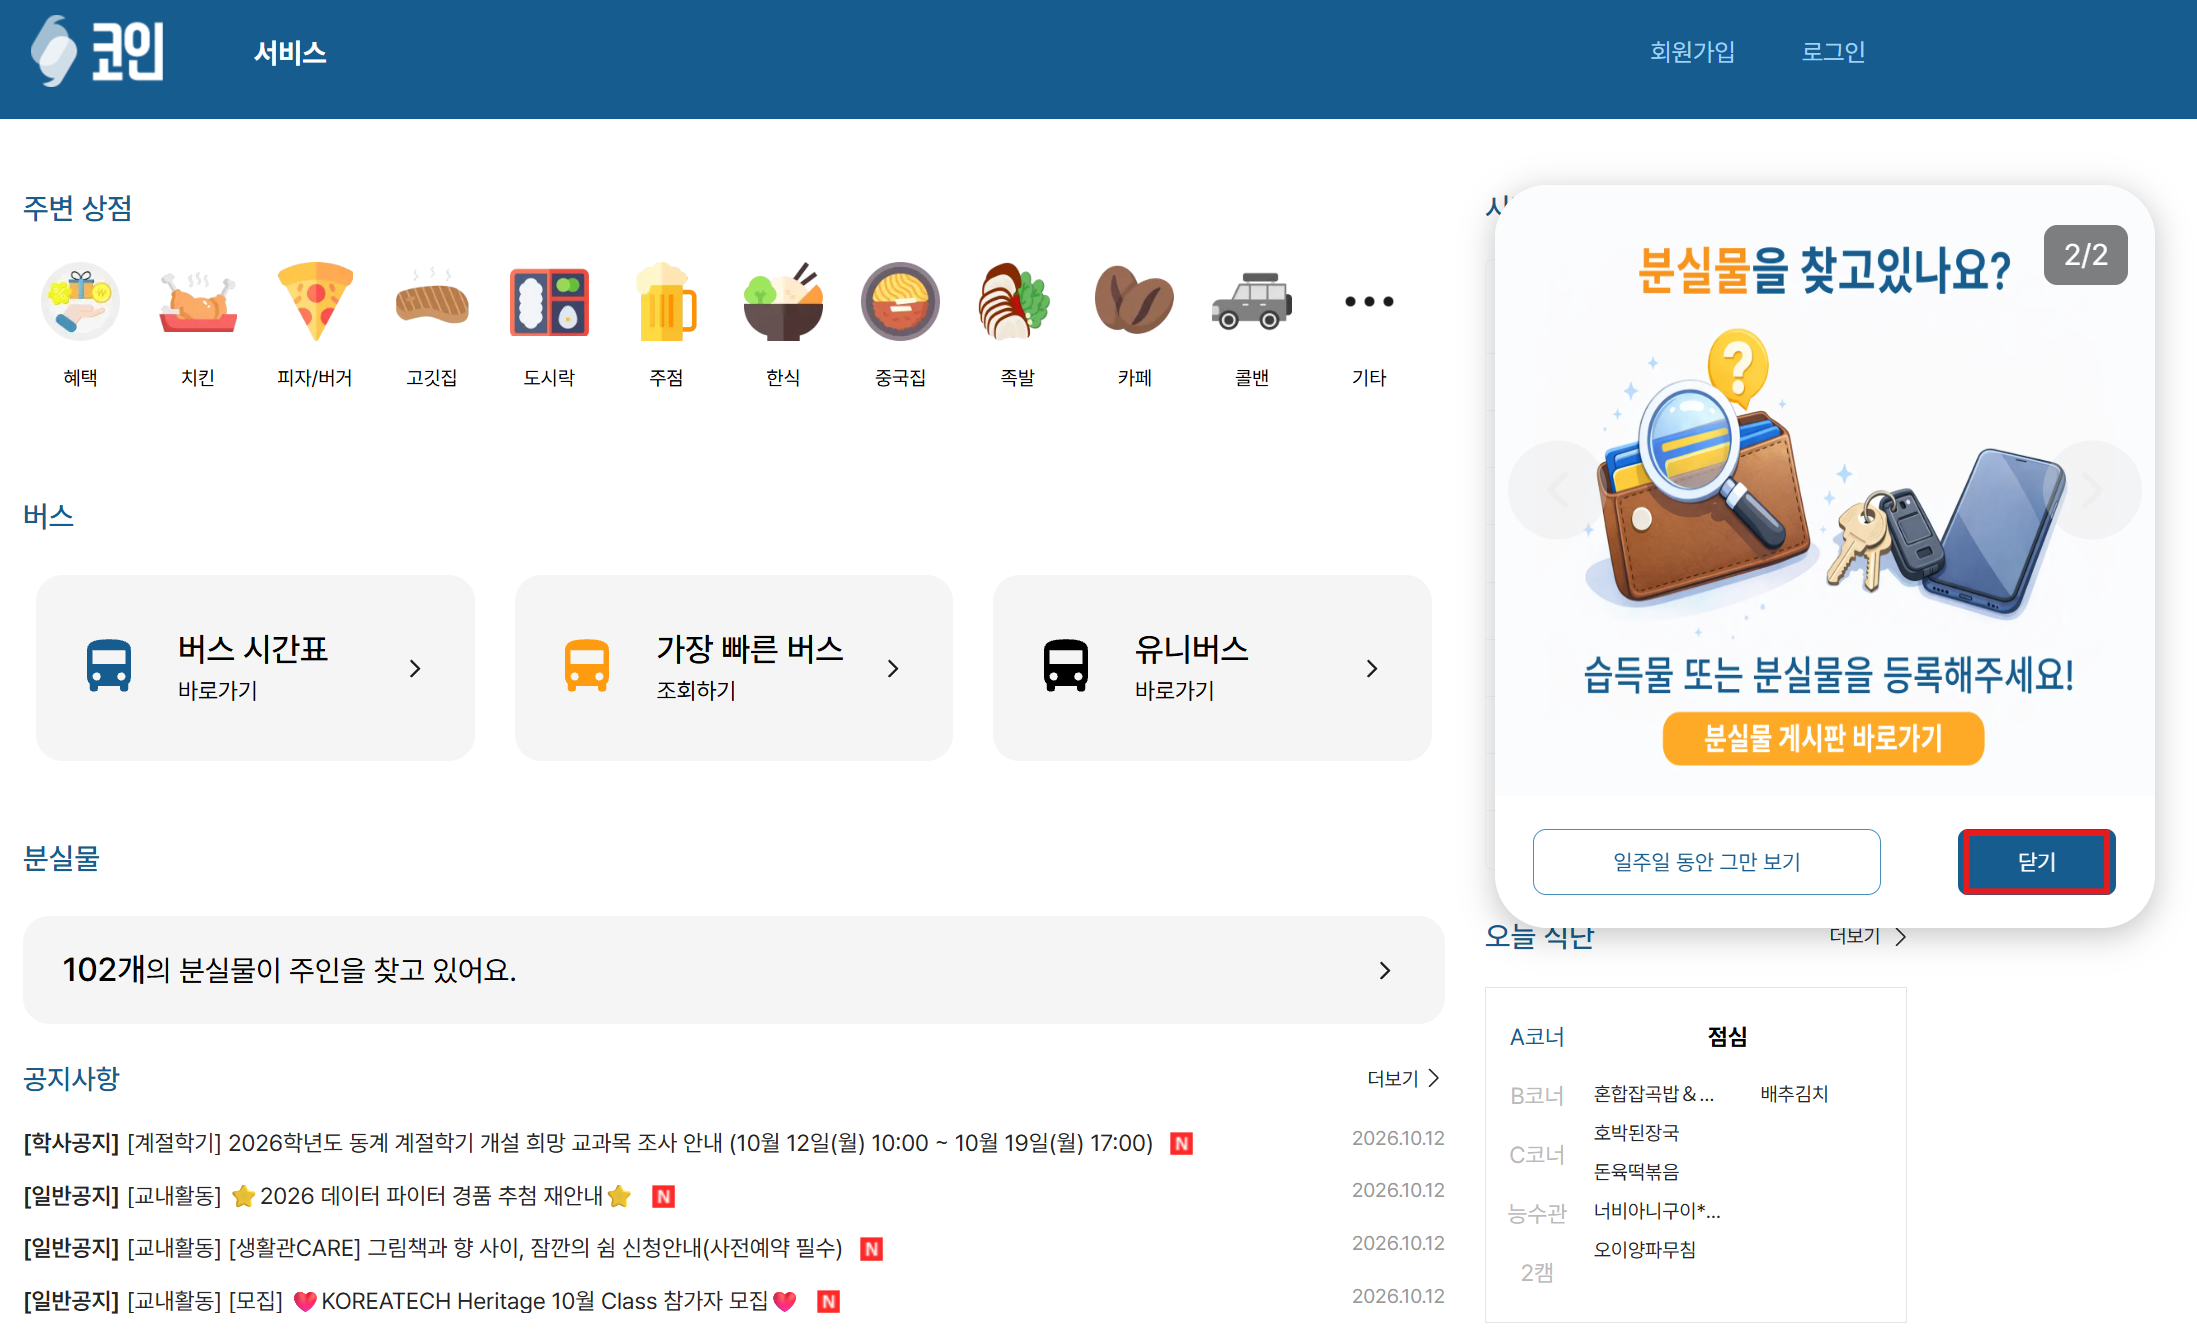 코인
서비스
회원가입
로그인
주변 상점
혜택
치킨
피자/버거
고깃집
도시락
주점
한식
중국집
족발
카페
콜밴
기타
버스
버스 시간표
바로가기
가장 빠른 버스
조회하기
유니버스
바로가기
분실물
102개의 분실물이 주인을 찾고 있어요.
공지사항
더보기
[학사공지] [계절학기] 2026학년도 동계 계절학기 개설 희망 교과목 조사 안내 (10월 12일(월) 10:00 ~ 10월 19일(월) 17:00) N
2026.10.12
[일반공지] [교내활동] ⭐2026 데이터 파이터 경품 추첨 재안내⭐ N
2026.10.12
[일반공지] [교내활동] [생활관CARE] 그림책과 향 사이, 잠깐의 쉼 신청안내(사전예약 필수) N
2026.10.12
[일반공지] [교내활동] [모집] ❤️KOREATECH Heritage 10월 Class 참가자 모집❤️ N
2026.10.12
분실물을 찾고있나요?
2/2
습득물 또는 분실물을 등록해주세요!
분실물 게시판 바로가기
일주일 동안 그만 보기
닫기
오늘 식단
더보기
A코너
B코너
C코너
능수관
2캠
점심
혼합잡곡밥&... 배추김치
호박된장국
돈육떡볶음
너비아니구이*...
오이양파무침